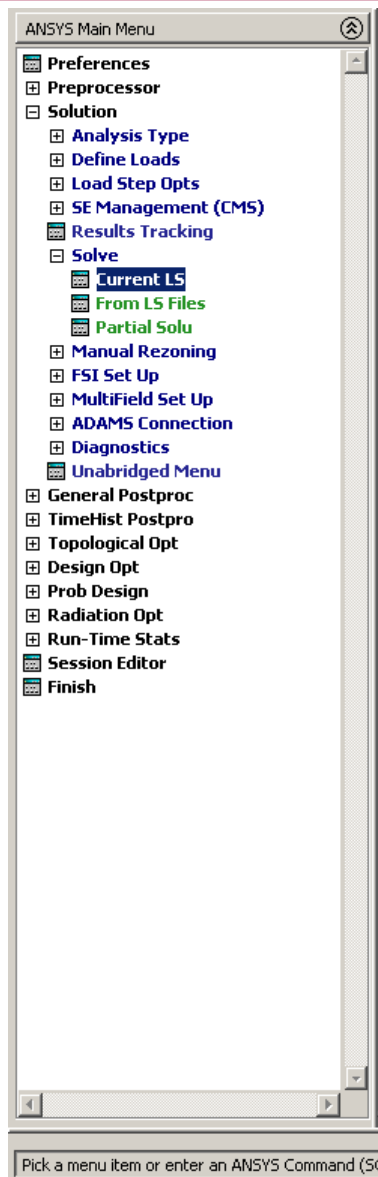 ANSYS Main Menu
Preferences
Preprocessor
Solution
Analysis Type
Define Loads
Load Step Opts
SE Management (CMS)
Results Tracking
Solve
Current LS
From LS Files
Partial Solu
Manual Rezoning
FSI Set Up
MultiField Set Up
ADAMS Connection
Diagnostics
Unabridged Menu
General Postproc
TimeHist Postpro
Topological Opt
Design Opt
Prob Design
Radiation Opt
Run-Time Stats
Session Editor
Finish
Pick a menu item or enter an ANSYS Command (